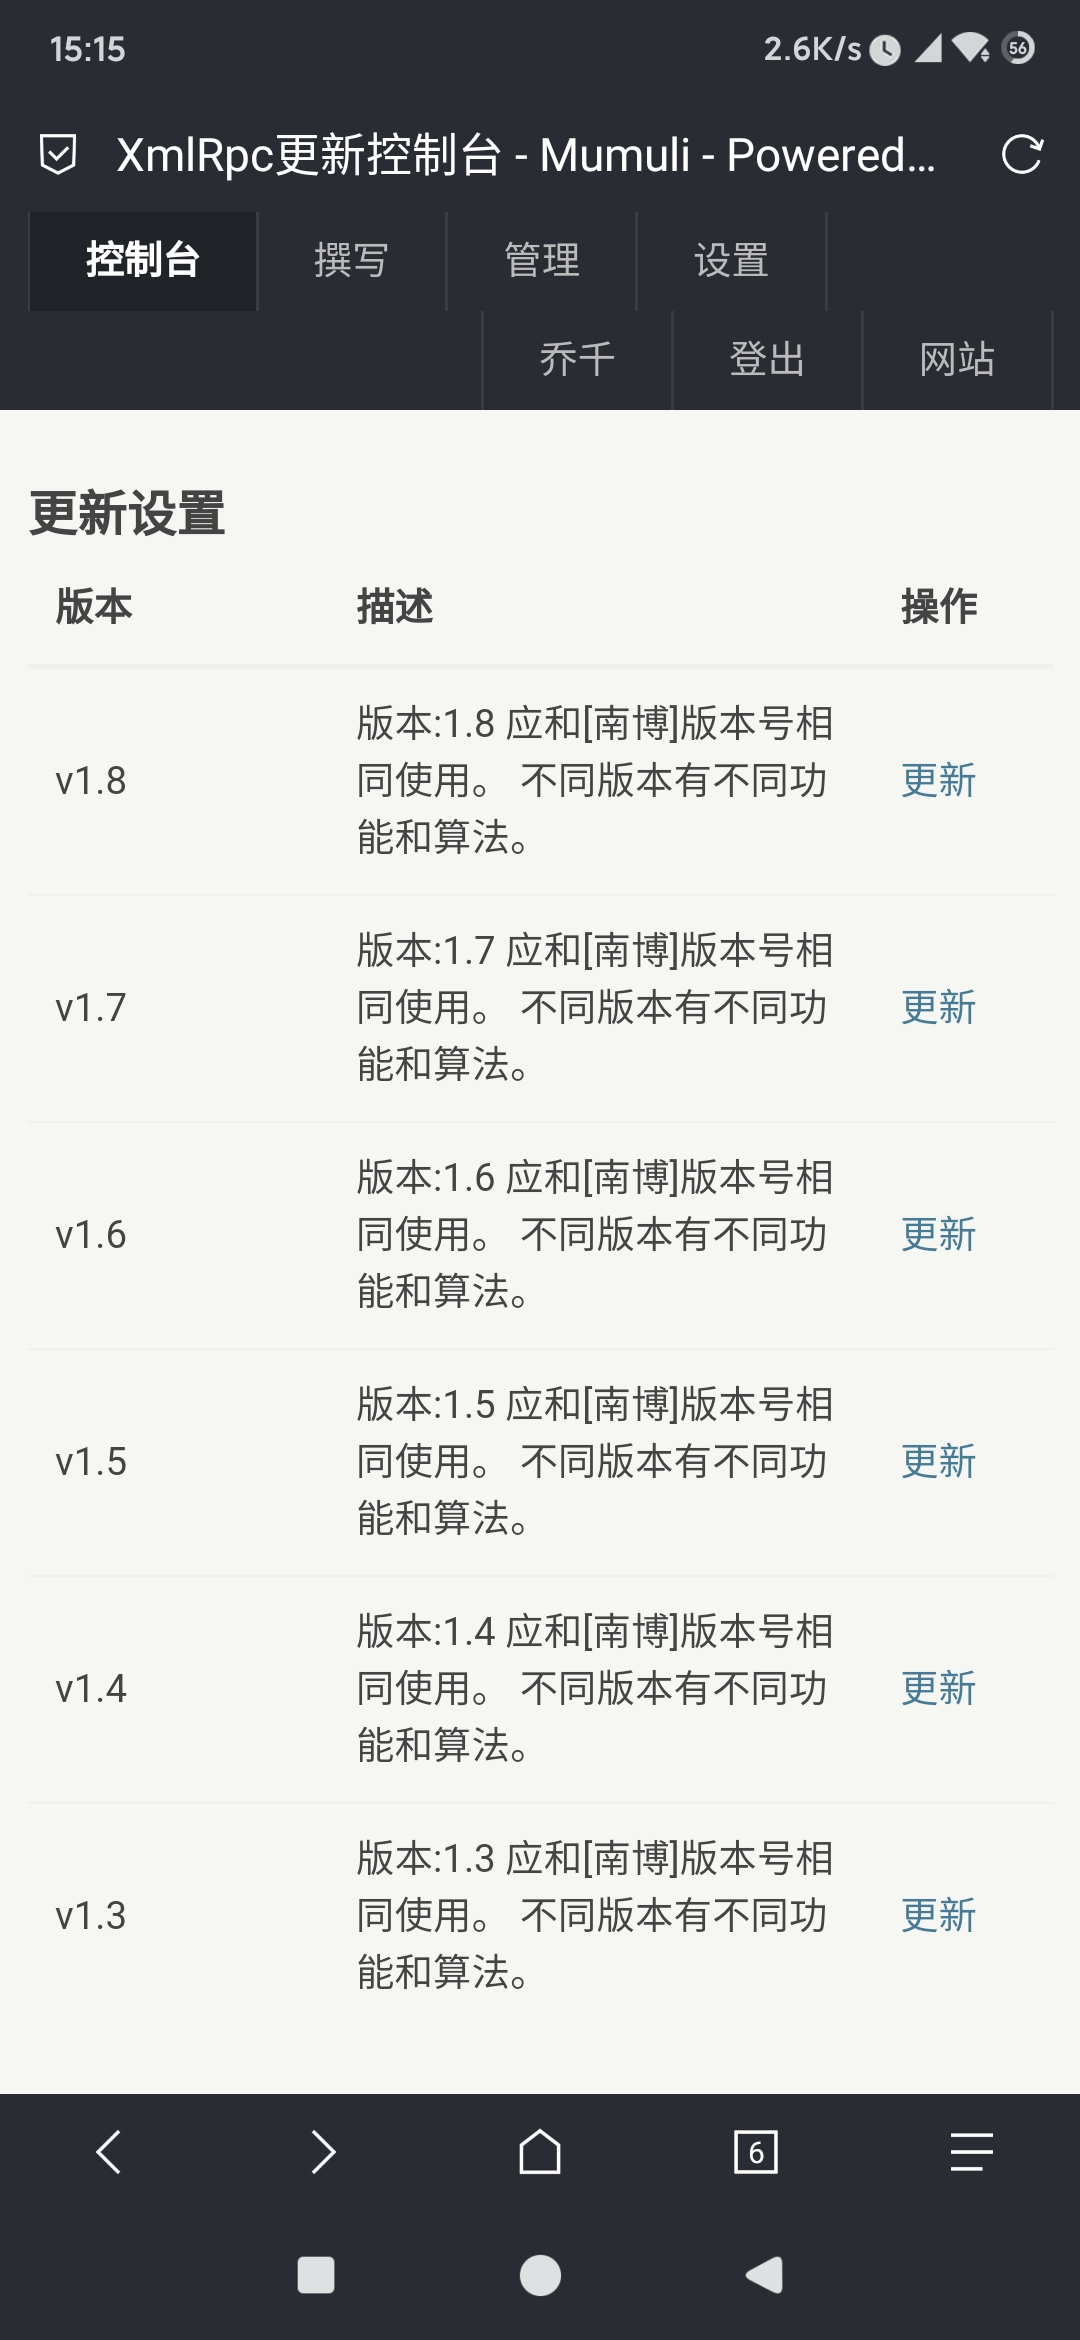 15:15
2.6K/s
56
XmlRpc更新控制台 - Mumuli - Powered...
控制台 撰写 管理 设置
乔千 登出 网站
更新设置
版本 描述 操作
版本:1.8 应和[南博]版本号相
v1.8 同使用。 不同版本有不同功 更新
能和算法。
版本:1.7 应和[南博]版本号相
v1.7 同使用。 不同版本有不同功 更新
能和算法。
版本:1.6 应和[南博]版本号相
v1.6 同使用。 不同版本有不同功 更新
能和算法。
版本:1.5 应和[南博]版本号相
v1.5 同使用。 不同版本有不同功 更新
能和算法。
版本:1.4 应和[南博]版本号相
v1.4 同使用。 不同版本有不同功 更新
能和算法。
版本:1.3 应和[南博]版本号相
v1.3 同使用。 不同版本有不同功 更新
能和算法。
6